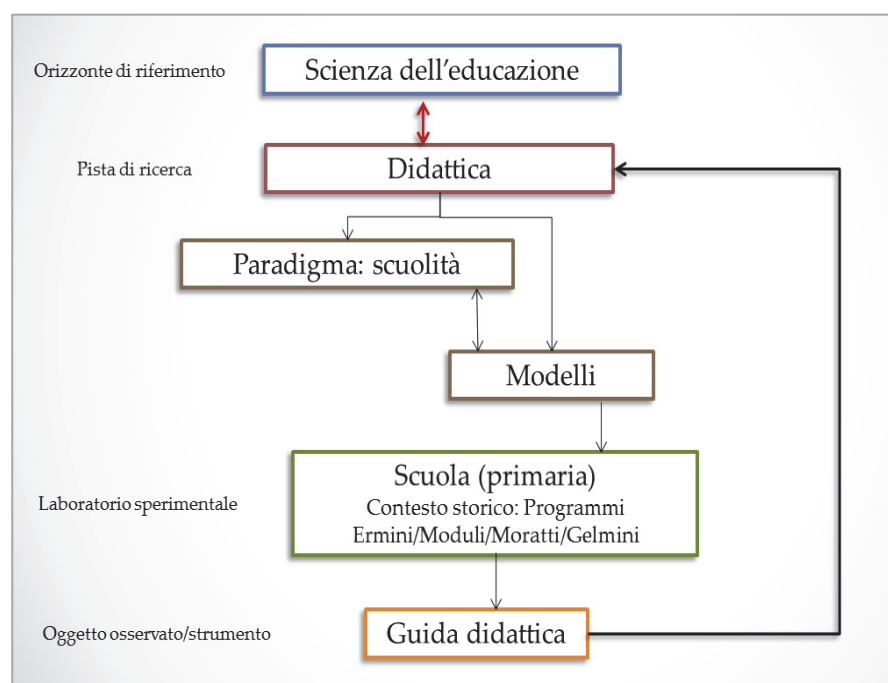 Orizzonte di riferimento
Scienza dell’educazione
Pista di ricerca
Didattica
Paradigma: scuolità
Modelli
Laboratorio sperimentale
Scuola (primaria)
Contesto storico: Programmi
Ermini/Moduli/Moratti/Gelmini
Oggetto osservato/strumento
Guida didattica